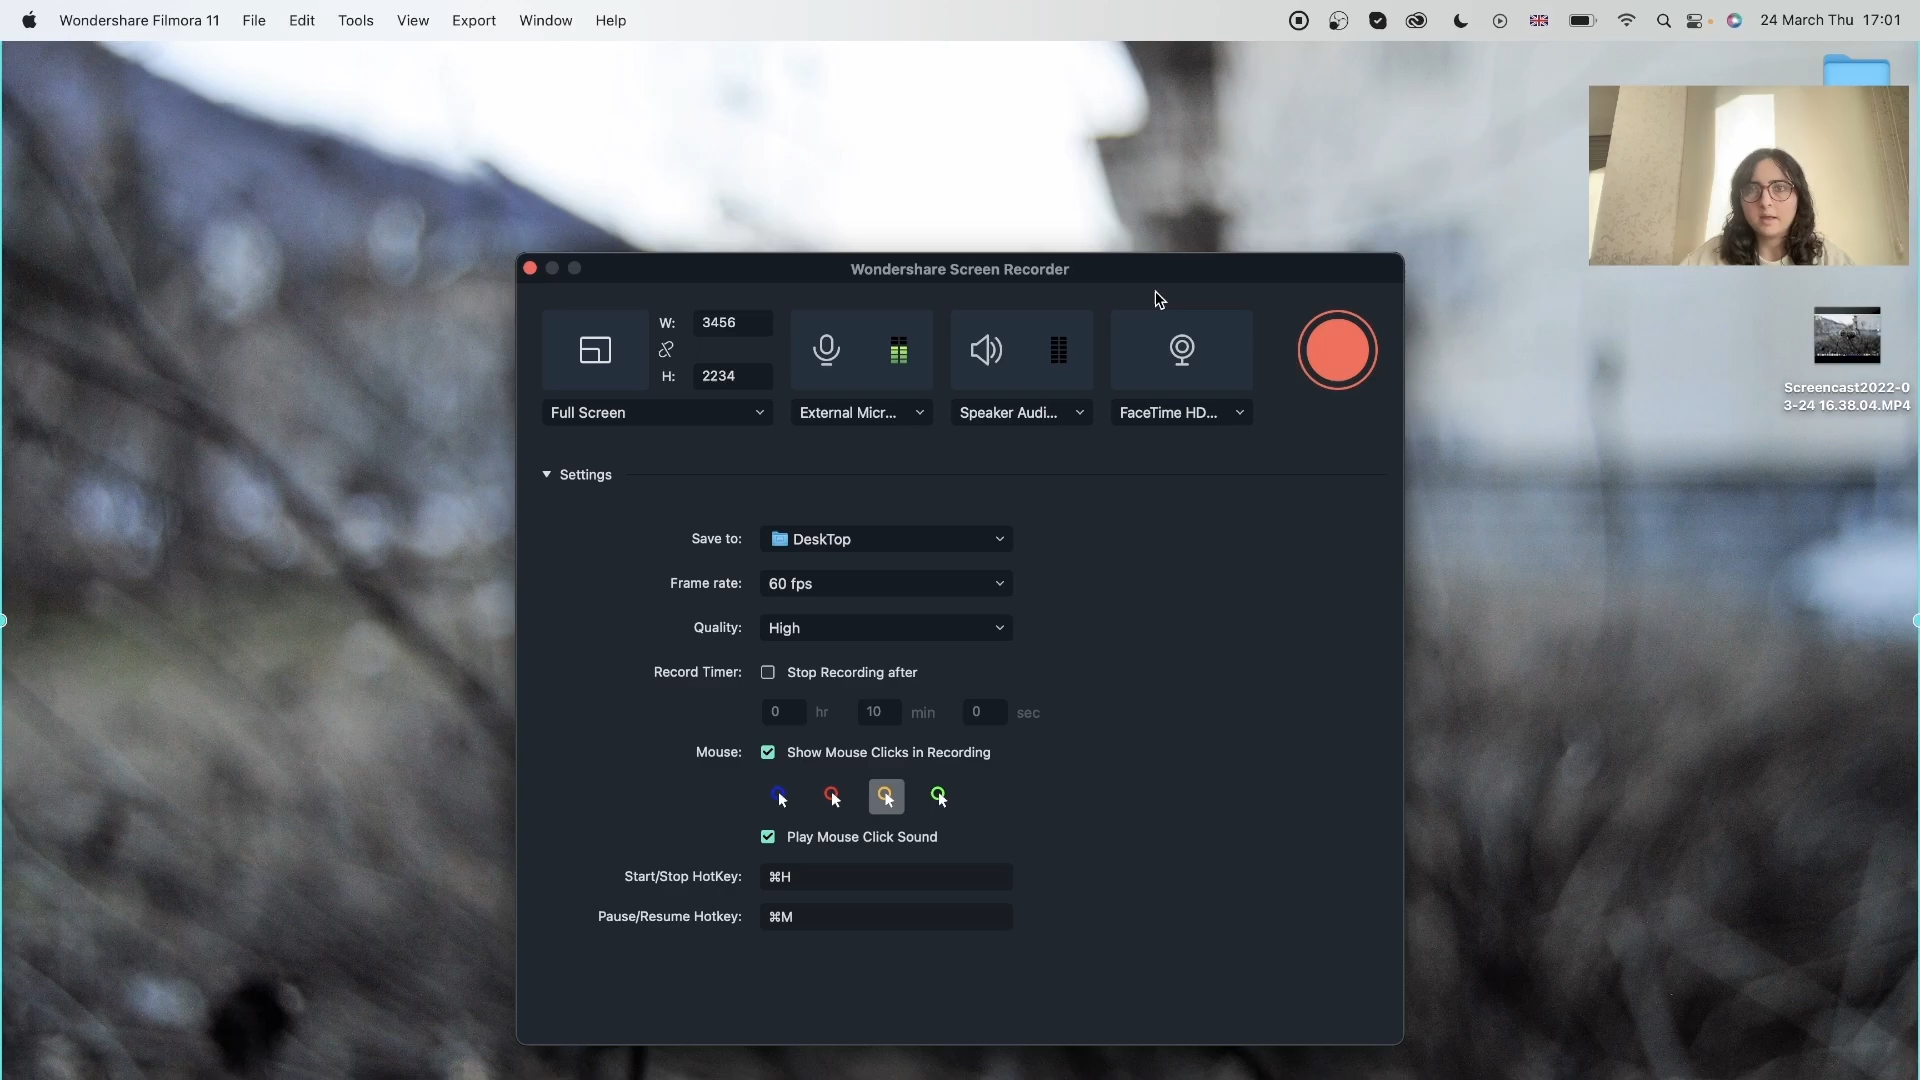 Wondershare Filmora 11 File Edit Tools View Export Window Help 24 March Thu 17:01
Wondershare Screen Recorder
W: 3456
H: 2234
Full Screen External Micr... Speaker Audi... FaceTime HD...
Screencast2022-0
3-24 16.38.04.MP4
Settings
Save to: DeskTop
Frame rate: 60 fps
Quality: High
Record Timer: Stop Recording after
0 hr 10 min 0 sec
Mouse: Show Mouse Clicks in Recording
Play Mouse Click Sound
Start/Stop HotKey: ⌘H
Pause/Resume Hotkey: ⌘M